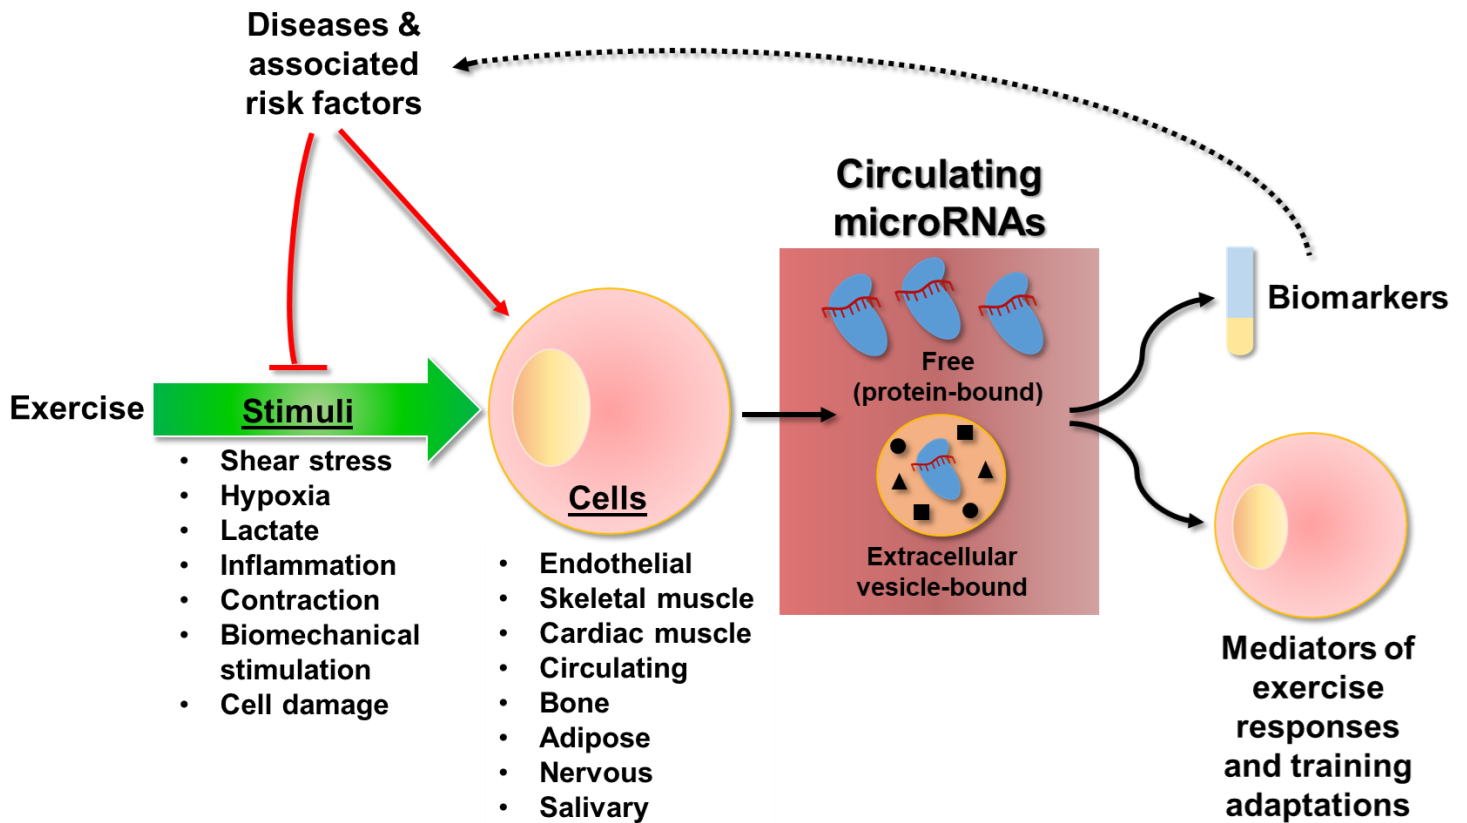 Diseases &
associated
risk factors
Circulating
microRNAs
Free
(protein-bound)
Extracellular
vesicle-bound
Biomarkers
Exercise
Stimuli
• Shear stress
• Hypoxia
• Lactate
• Inflammation
• Contraction
• Biomechanical
stimulation
• Cell damage
Cells
• Endothelial
• Skeletal muscle
• Cardiac muscle
• Circulating
• Bone
• Adipose
• Nervous
• Salivary
Mediators of
exercise
responses
and training
adaptations